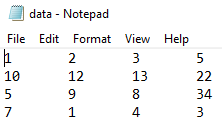 data - Notepad
File Edit Format View Help
1 2 3 5
10 12 13 22
5 9 8 34
7 1 4 3